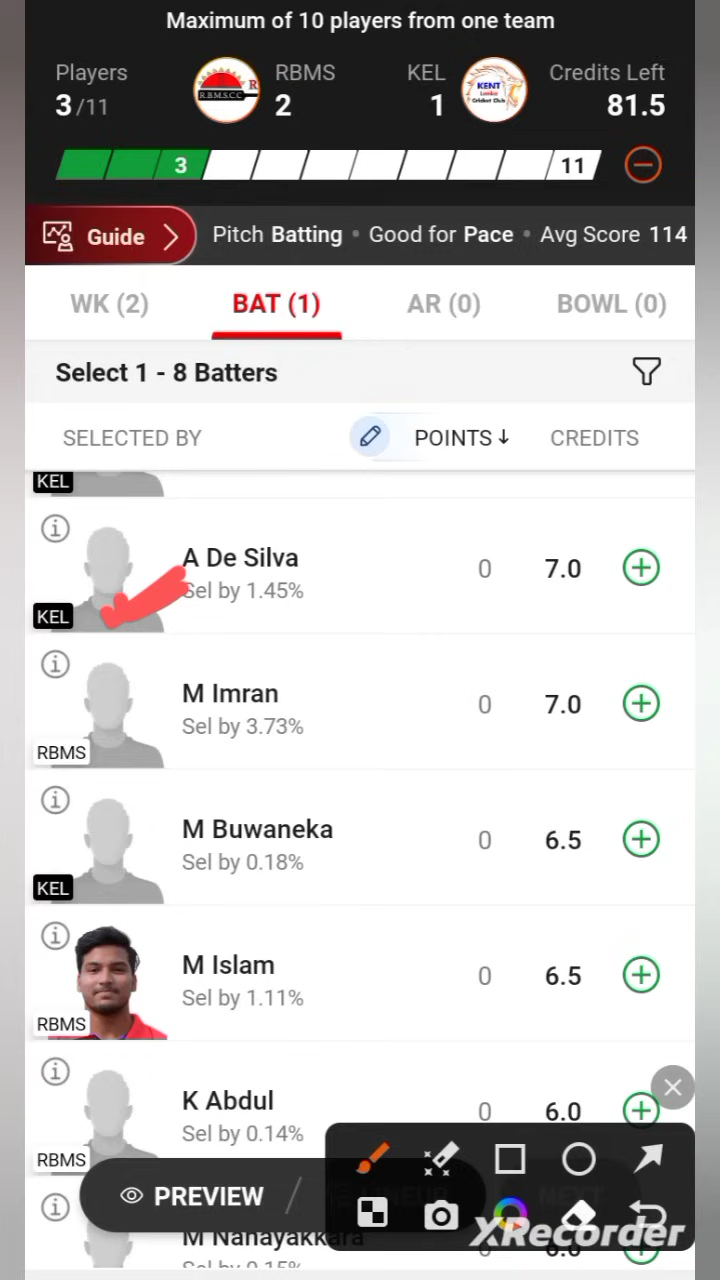 Maximum of 10 players from one team
Players RBMS KEL Credits Left
3/11 2 1 81.5
R.B.M.S.C.C
KENT
Cricket Club
3 11
Guide Pitch Batting • Good for Pace • Avg Score 114
WK (2) BAT (1) AR (0) BOWL (0)
Select 1 - 8 Batters
SELECTED BY POINTS CREDITS
KEL
A De Silva 0 7.0
Sel by 1.45%
KEL
M Imran 0 7.0
Sel by 3.73%
RBMS
M Buwaneka 0 6.5
Sel by 0.18%
KEL
M Islam 0 6.5
Sel by 1.11%
RBMS
K Abdul 0 6.0
Sel by 0.14%
RBMS
PREVIEW
XRecorder
M Nanayakkara